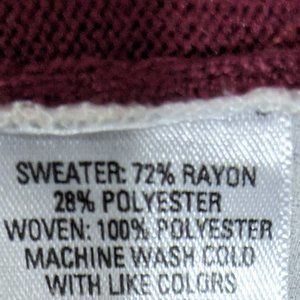 SWEATER: 72% RAYON
28% POLYESTER
WOVEN: 100% POLYESTER
MACHINE WASH COLD
WITH LIKE COLORS